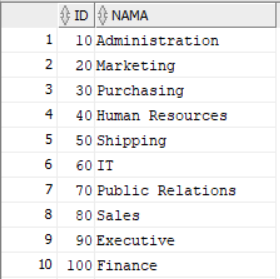 ID NAMA
1 10 Administration
2 20 Marketing
3 30 Purchasing
4 40 Human Resources
5 50 Shipping
6 60 IT
7 70 Public Relations
8 80 Sales
9 90 Executive
10 100 Finance